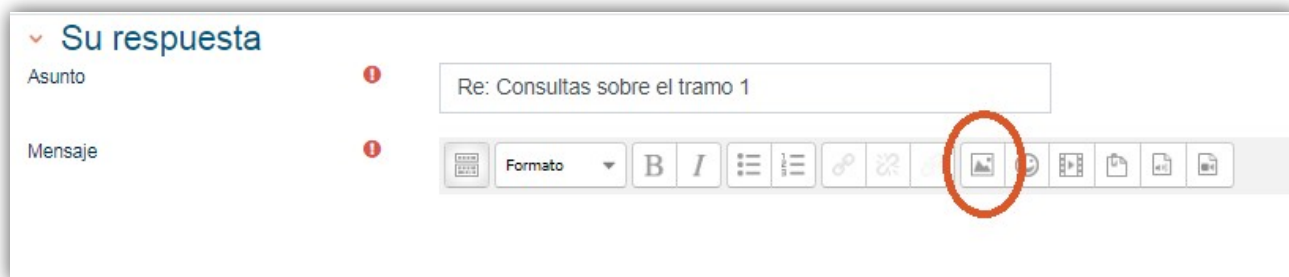 Su respuesta
Asunto
Re: Consultas sobre el tramo 1
Mensaje
Formato B I